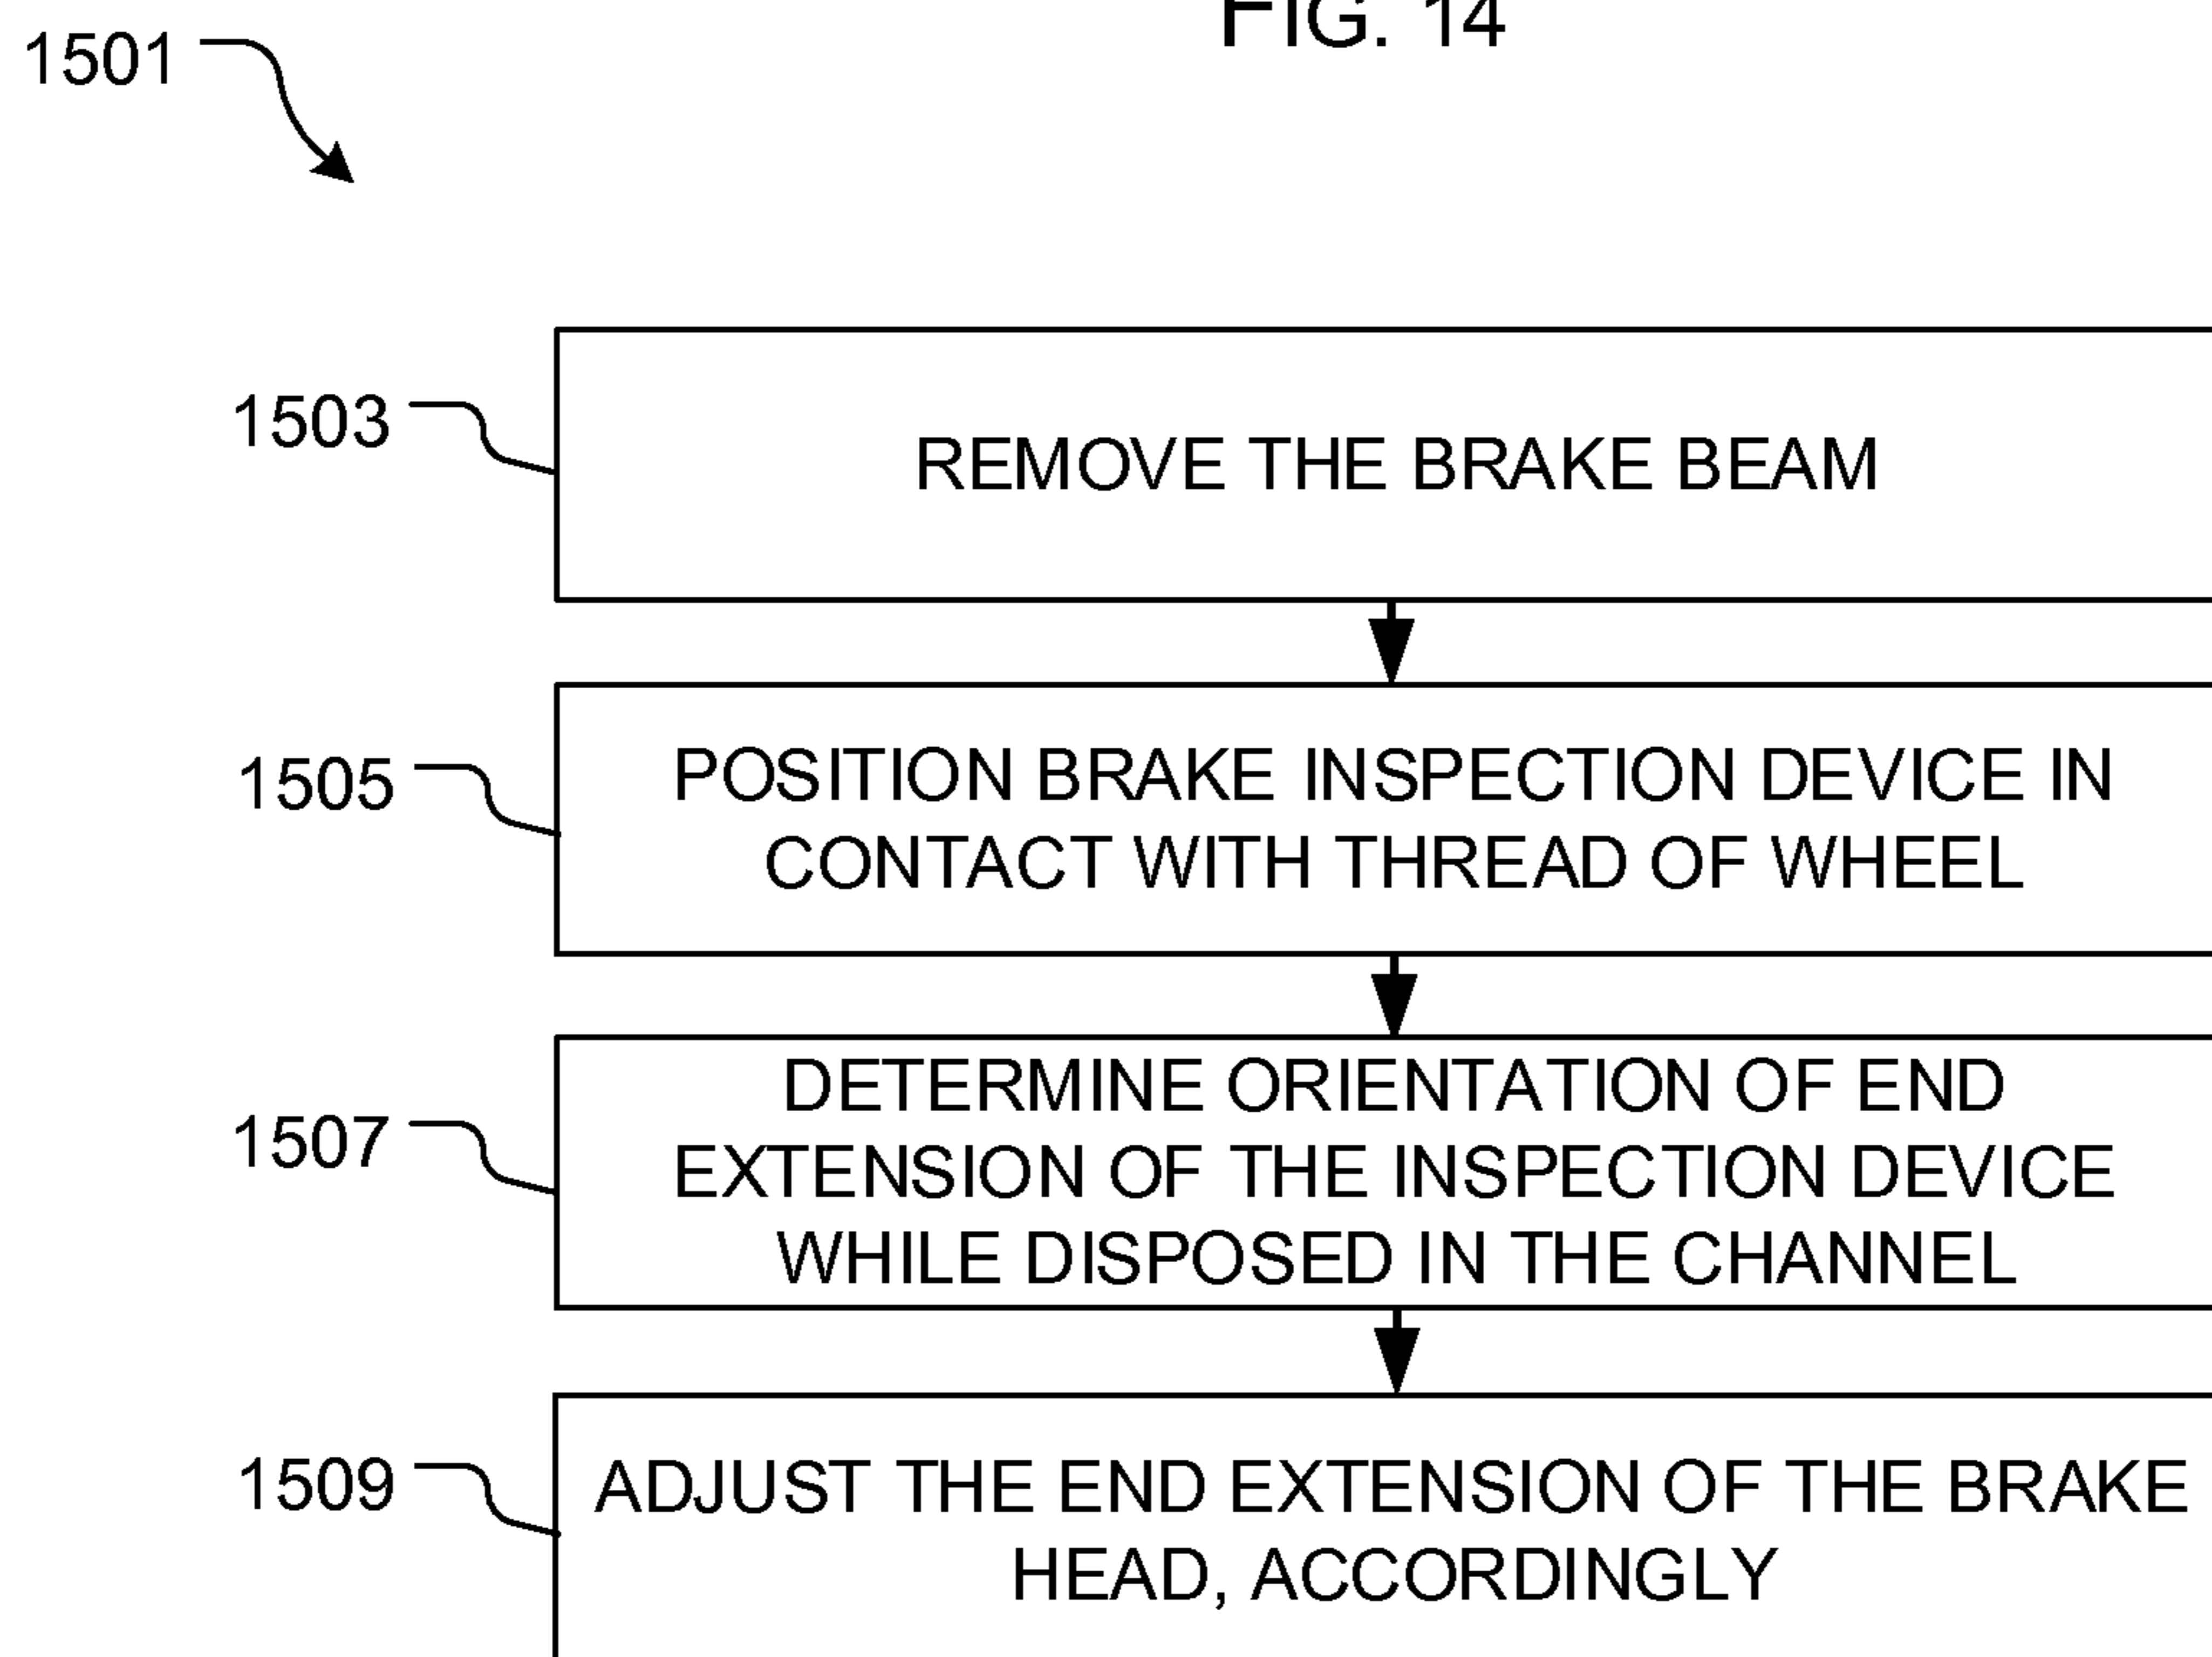 FIG. 14
1501
1503
REMOVE THE BRAKE BEAM
1505
POSITION BRAKE INSPECTION DEVICE IN
CONTACT WITH THREAD OF WHEEL
1507
DETERMINE ORIENTATION OF END
EXTENSION OF THE INSPECTION DEVICE
WHILE DISPOSED IN THE CHANNEL
1509
ADJUST THE END EXTENSION OF THE BRAKE
HEAD, ACCORDINGLY